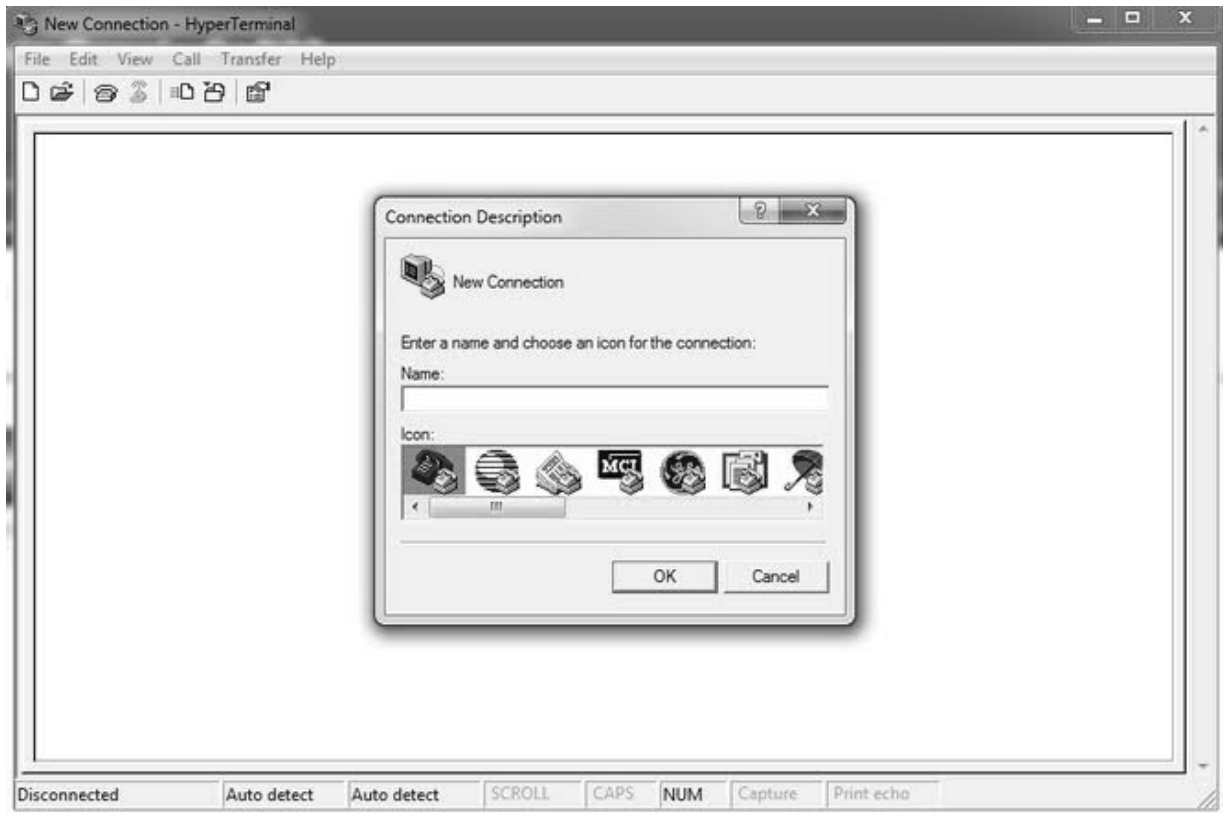 New Connection - HyperTerminal
File Edit View Call Transfer Help
Connection Description
New Connection
Enter a name and choose an icon for the connection:
Name:
Icon:
MCI
OK Cancel
Disconnected Auto detect Auto detect SCROLL CAPS NUM Capture Print echo